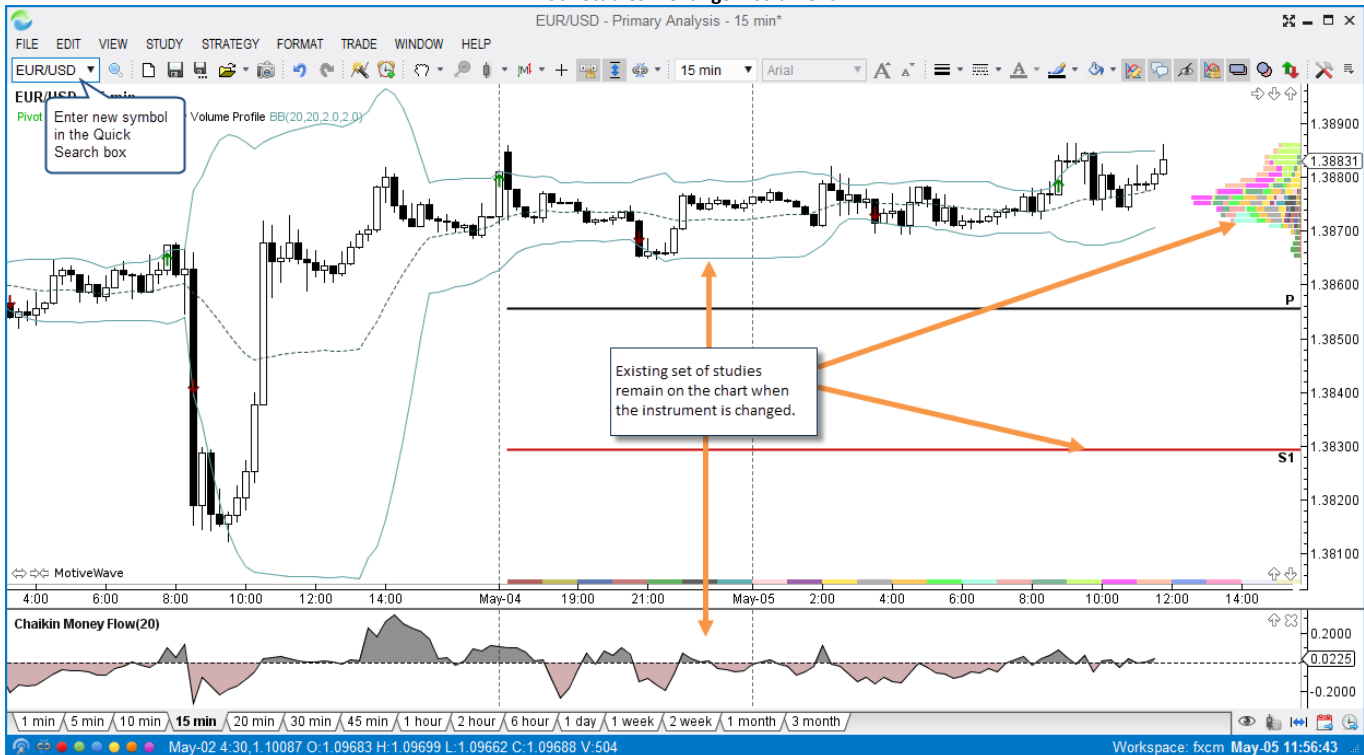 EUR/USD - Primary Analysis - 15 min*
FILE EDIT VIEW STUDY STRATEGY FORMAT TRADE WINDOW HELP
EUR/USD 15 min Arial
EUR/USD min
Pivot Volume Profile BB(20,20,2.0,2.0)
Enter new symbol
in the Quick
Search box
1.38900
1.38831
1.38800
1.38700
1.38600
P
1.38500
Existing set of studies
remain on the chart when
the instrument is changed.
1.38400
1.38300
S1
1.38200
1.38100
MotiveWave
4:00 6:00 8:00 10:00 12:00 14:00 May-04 19:00 21:00 May-05 2:00 4:00 6:00 8:00 10:00 12:00 14:00
Chaikin Money Flow(20)
0.2000
0.0225
-0.2000
1 min 5 min 10 min 15 min 20 min 30 min 45 min 1 hour 2 hour 6 hour 1 day 1 week 2 week 1 month 3 month
May-02 4:30,1.10087 O:1.09683 H:1.09699 L:1.09662 C:1.09688 V:504 Workspace: fxcm May-05 11:56:43